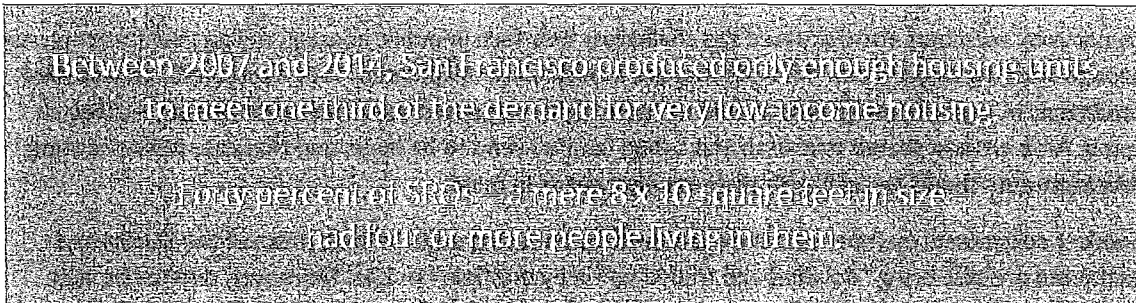 Between 2007 and 2014, San Francisco produced only enough housing units
to meet one third of the demand for very low-income housing.
Forty percent of SROs – a mere 8 x 10 square feet in size –
had four or more people living in them.